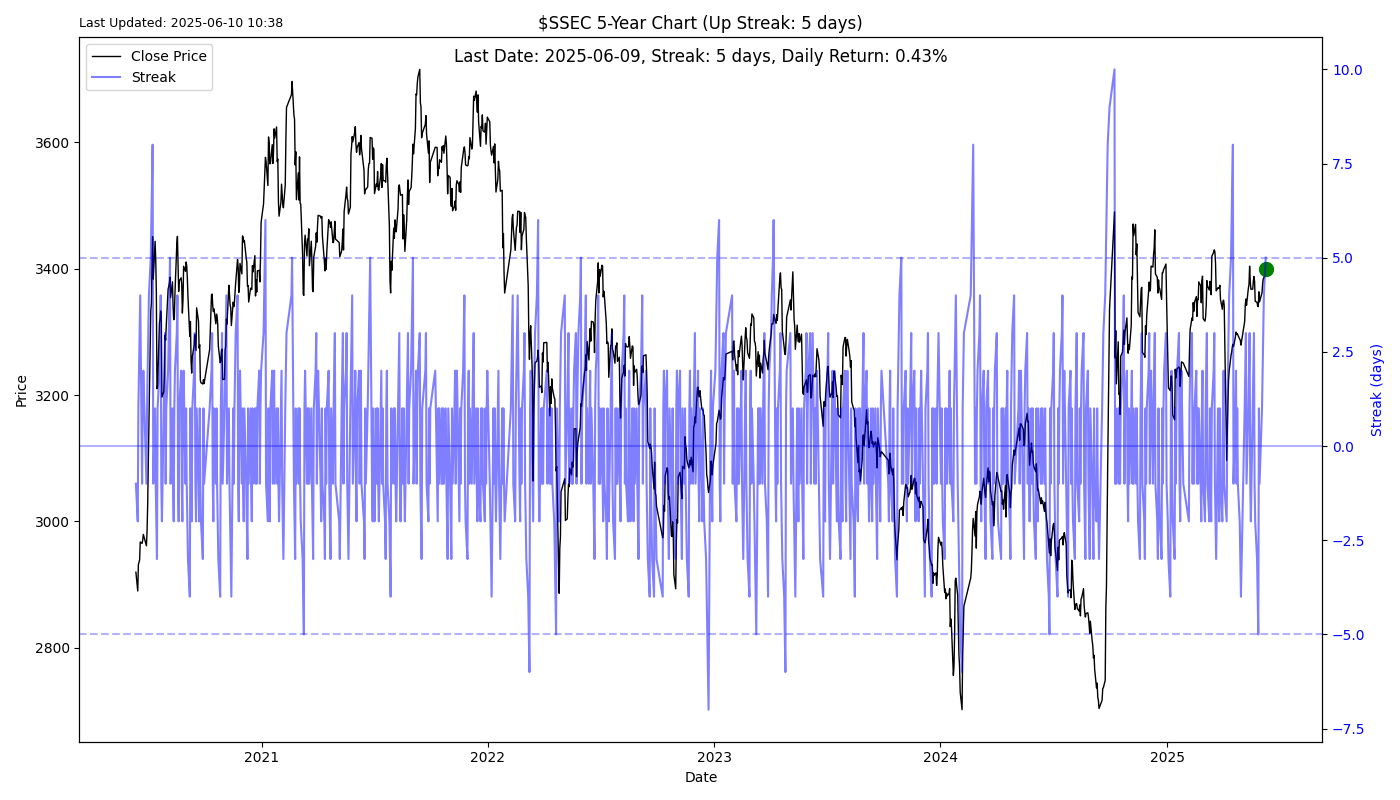 Last Updated: 2025-06-10 10:38
$SSEC 5-Year Chart (Up Streak: 5 days)
Last Date: 2025-06-09, Streak: 5 days, Daily Return: 0.43%
Close Price
Streak
Price
3600
3400
3200
3000
2800
10.0
7.5
5.0
2.5
0.0
−2.5
−5.0
−7.5
Streak (days)
2021
2022
2023
2024
2025
Date